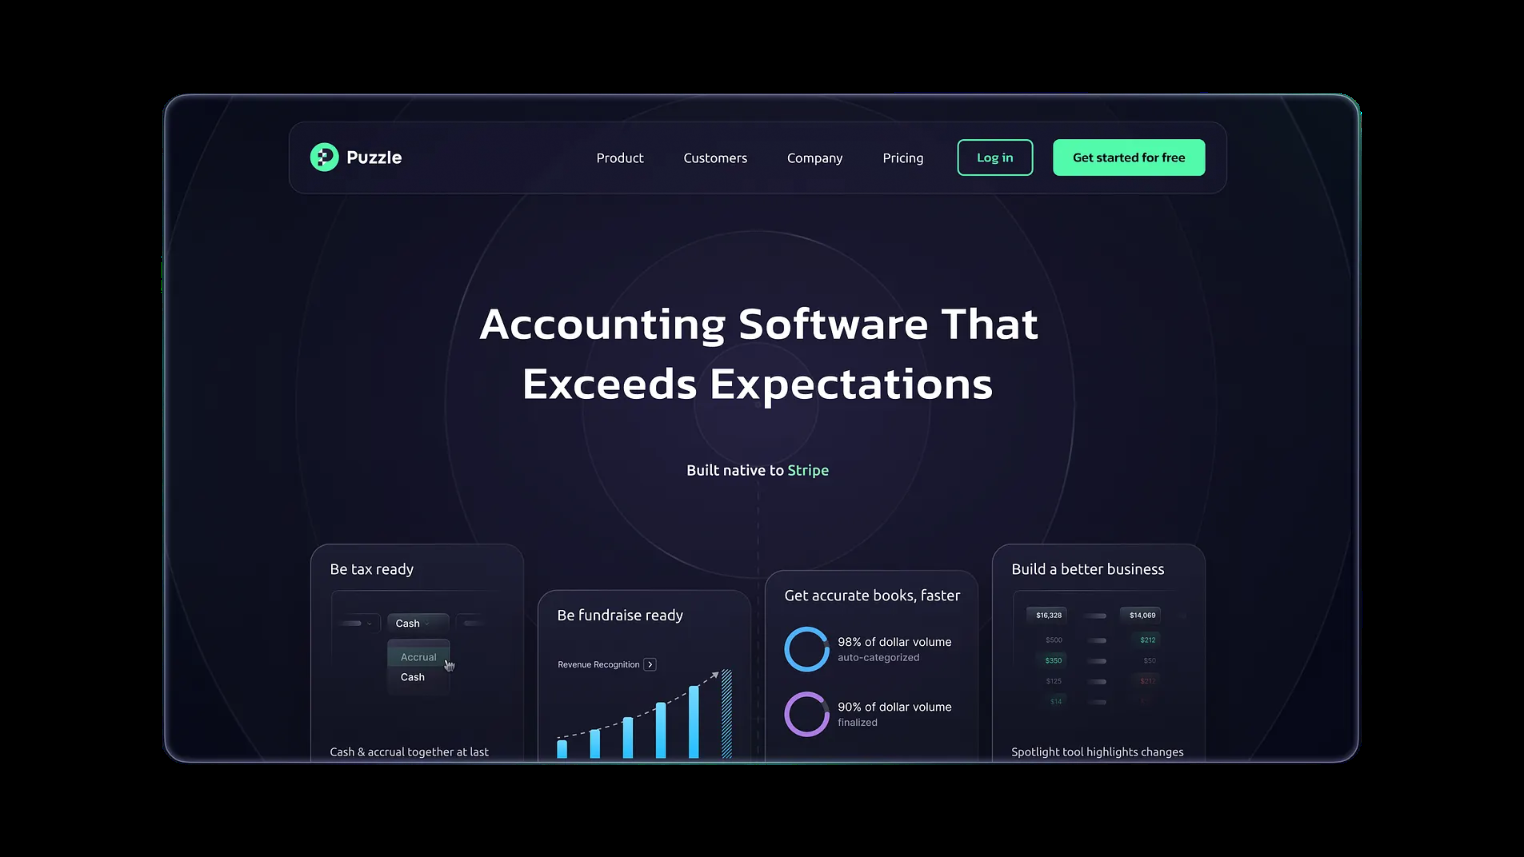 Puzzle
Product
Customers
Company
Pricing
Log in
Get started for free
Accounting Software That
Exceeds Expectations
Built native to Stripe
Be tax ready
Cash
Accrual
Cash
Cash & accrual together at last
Be fundraise ready
Revenue Recognition
Get accurate books, faster
98% of dollar volume
auto-categorized
90% of dollar volume
finalized
Build a better business
$16,328 $14,069
$500 $212
$350 $50
$125
$14
Spotlight tool highlights changes